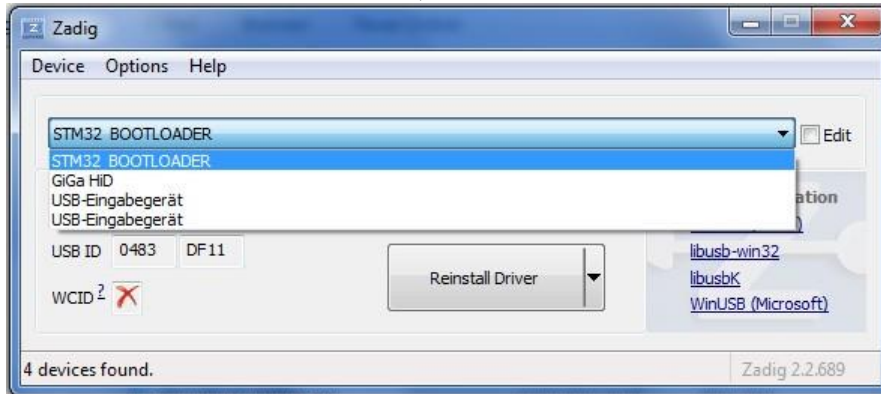 Zadig
Device Options Help
STM32 BOOTLOADER
Edit
STM32 BOOTLOADER
GiGa HiD
USB-Eingabegerät
USB-Eingabegerät
ation
USB ID 0483 DF11
libusb-win32
Reinstall Driver
libusbK
WCID ?
WinUSB (Microsoft)
4 devices found.
Zadig 2.2.689